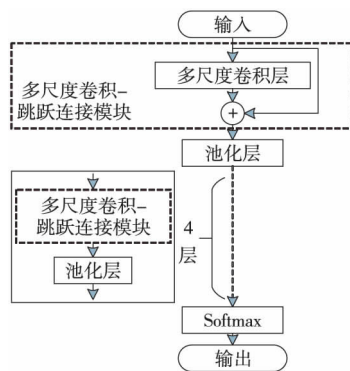 输入
多尺度卷积层
多尺度卷积-
跳跃连接模块
+
池化层
多尺度卷积-
跳跃连接模块
池化层
4
层
Softmax
输出